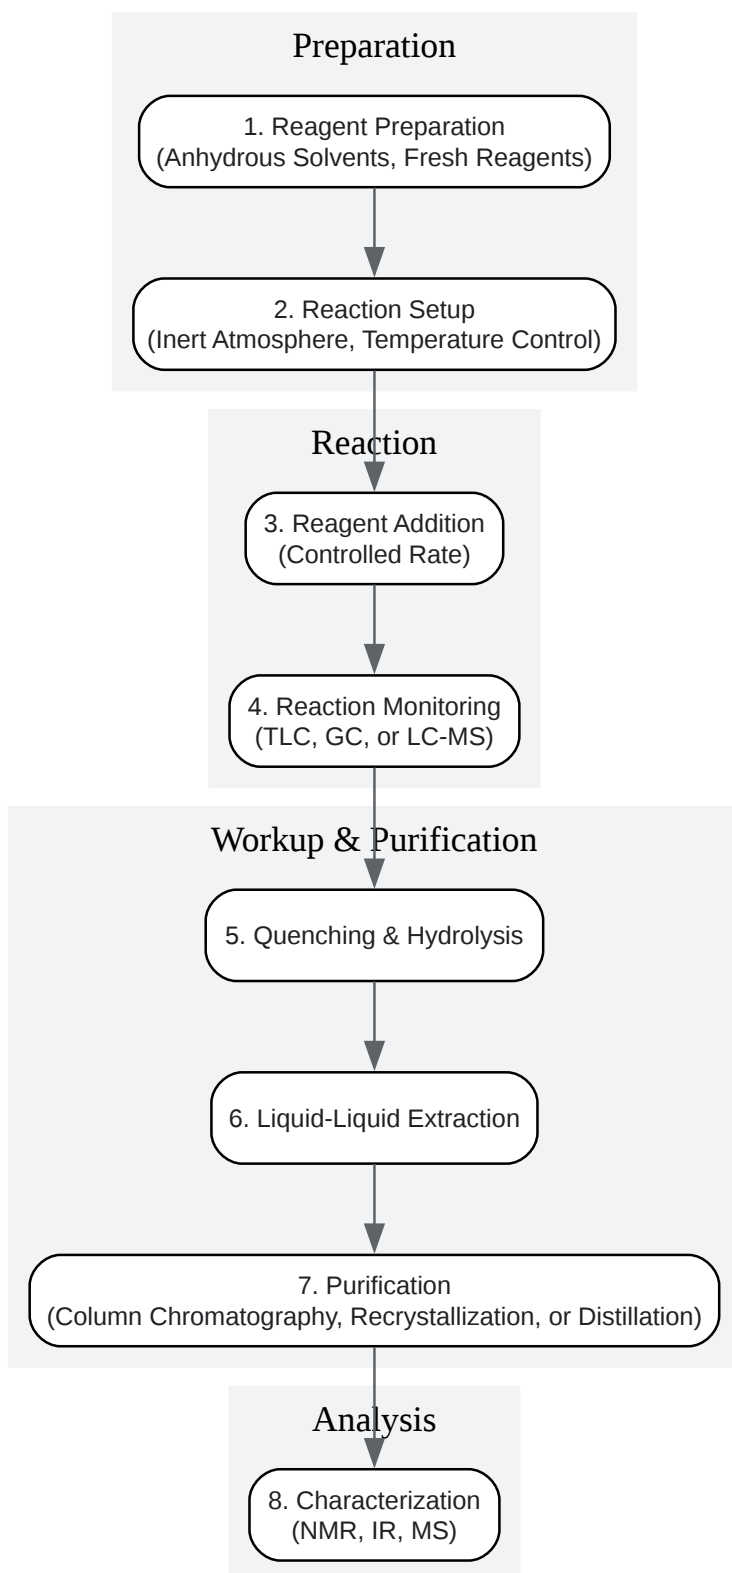 Preparation
1. Reagent Preparation
(Anhydrous Solvents, Fresh Reagents)
2. Reaction Setup
(Inert Atmosphere, Temperature Control)
Reaction
3. Reagent Addition
(Controlled Rate)
4. Reaction Monitoring
(TLC, GC, or LC-MS)
Workup & Purification
5. Quenching & Hydrolysis
6. Liquid-Liquid Extraction
7. Purification
(Column Chromatography, Recrystallization, or Distillation)
Analysis
8. Characterization
(NMR, IR, MS)